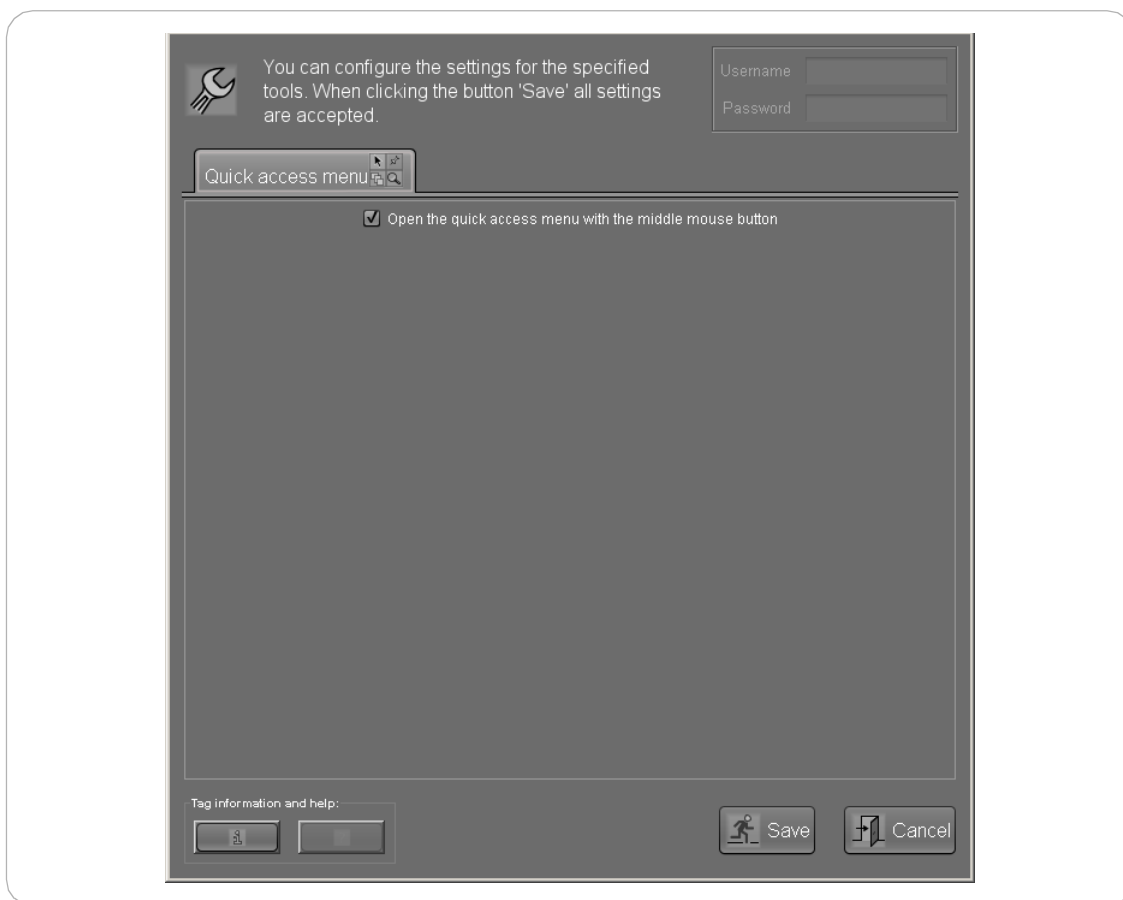 You can configure the settings for the specified
tools. When clicking the button 'Save' all settings
are accepted.
Username
Password
Quick access menu
Open the quick access menu with the middle mouse button
Tag information and help:
i
Save
Cancel